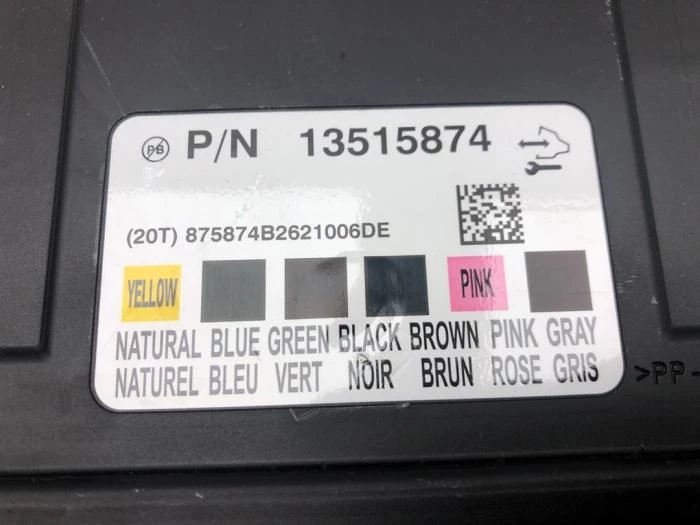 PB P/N 13515874
(20T) 875874B2621006DE
YELLOW PINK
NATURAL BLUE GREEN BLACK BROWN PINK GRAY
NATUREL BLEU VERT NOIR BRUN ROSE GRIS
>PP-